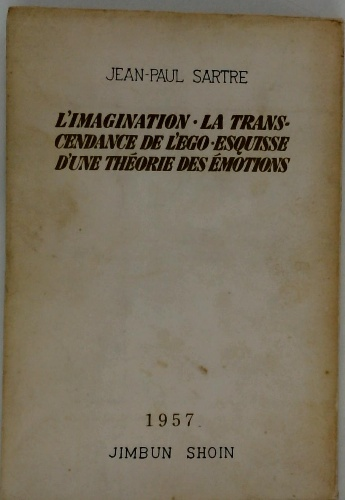 JEAN-PAUL SARTRE
L'IMAGINATION · LA TRANS-
CENDANCE DE L'EGO · ESQUISSE
D'UNE THÉORIE DES ÉMOTIONS
1957
JIMBUN SHOIN